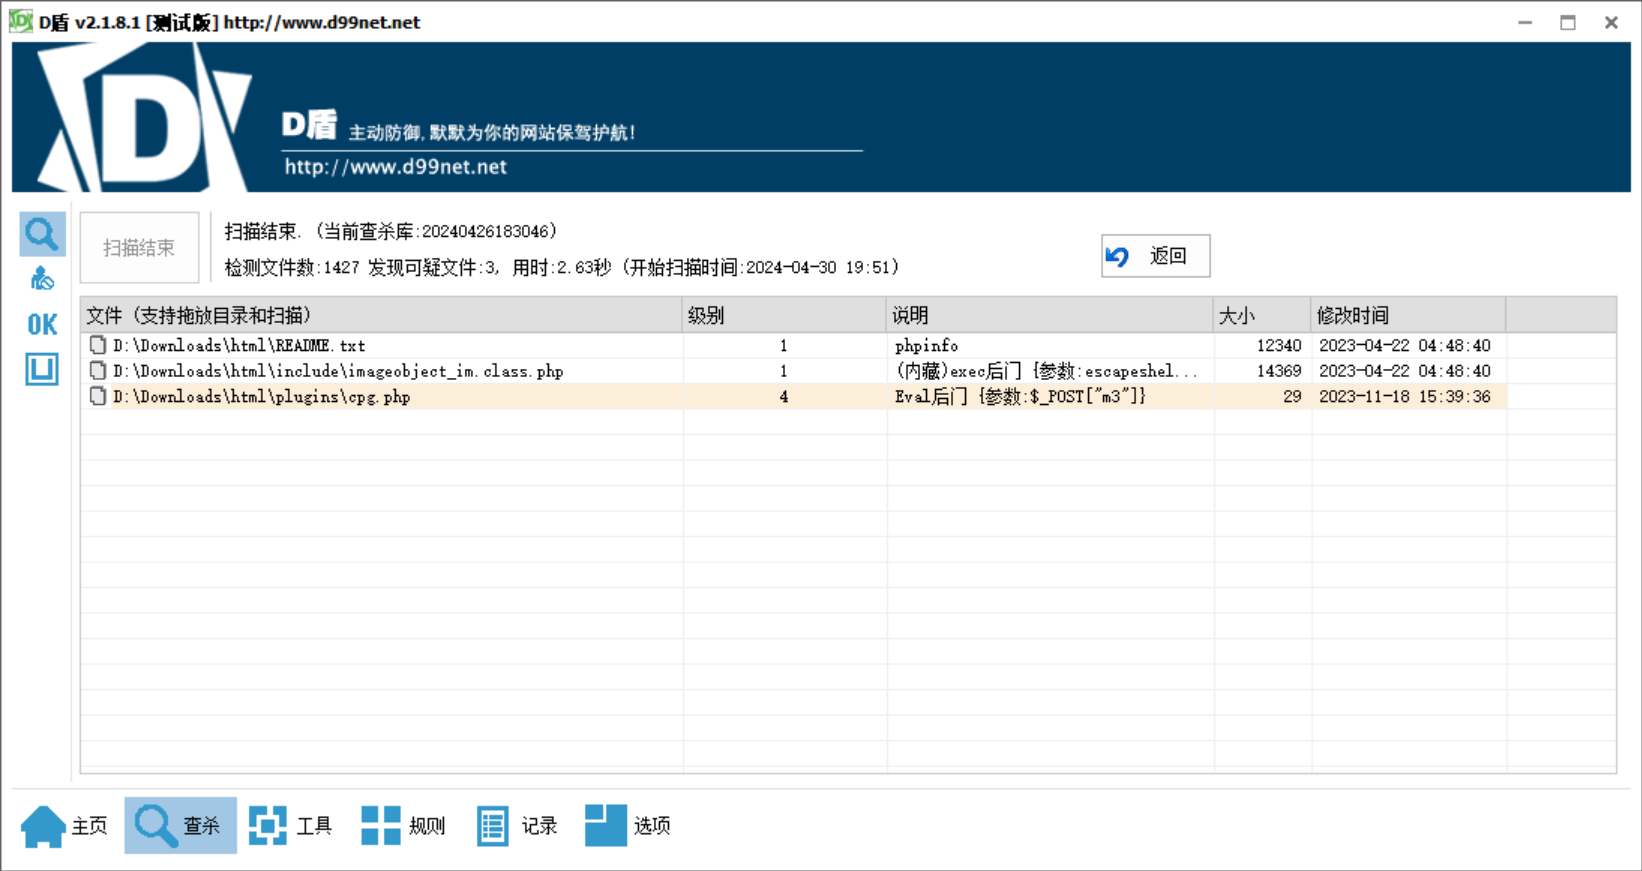 D盾 v2.1.8.1 [测试版] http://www.d99net.net
D盾 主动防御,默默为你的网站保驾护航!
http://www.d99net.net
扫描结束
扫描结束. (当前查杀库:20240426183046)
检测文件数:1427 发现可疑文件:3, 用时:2.63秒 (开始扫描时间:2024-04-30 19:51)
返回
OK
文件 (支持拖放目录和扫描) 级别 说明 大小 修改时间
D:\Downloads\html\README.txt 1 phpinfo 12340 2023-04-22 04:48:40
D:\Downloads\html\include\imageobject_im.class.php 1 (内藏)exec后门 {参数:escapeshel... 14369 2023-04-22 04:48:40
D:\Downloads\html\plugins\cpg.php 4 Eval后门 {参数:$_POST["m3"]} 29 2023-11-18 15:39:36
主页 查杀 工具 规则 记录 选项